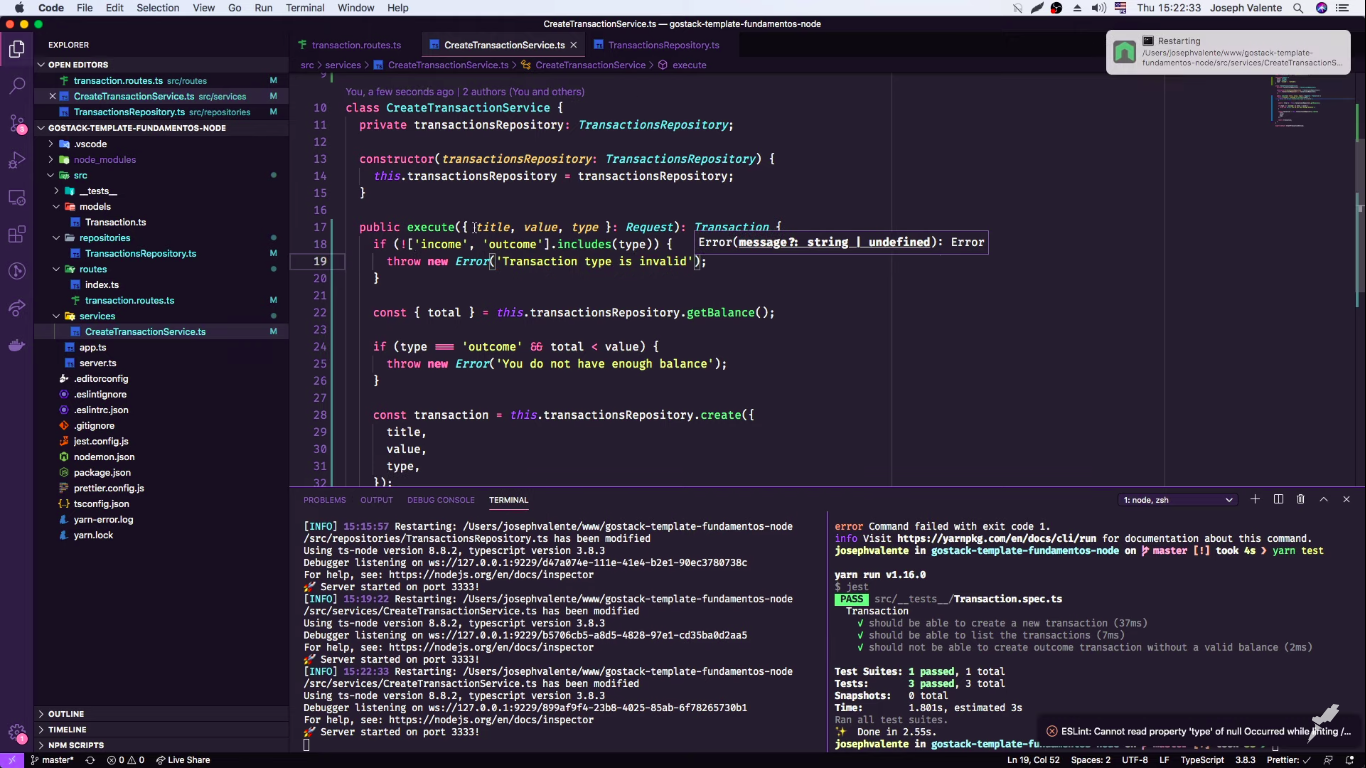 Code File Edit Selection View Go Run Terminal Window Help Thu 15:22:33 Joseph Valente
CreateTransactionService.ts — gostack-template-fundamentos-node
Restarting
/Users/josephvalente/www/gostack-template-
fundamentos-node/src/services/CreateTransactionS...
EXPLORER
OPEN EDITORS
transaction.routes.ts src/routes M
CreateTransactionService.ts src/services M
TransactionsRepository.ts src/repositories M
GOSTACK-TEMPLATE-FUNDAMENTOS-NODE
.vscode
node_modules
src
__tests__
models
Transaction.ts
repositories
TransactionsRepository.ts M
routes
index.ts
transaction.routes.ts M
services
CreateTransactionService.ts M
app.ts
server.ts
.editorconfig
.eslintignore
.eslintrc.json
.gitignore
jest.config.js
nodemon.json
package.json
prettier.config.js
tsconfig.json
yarn-error.log
yarn.lock
OUTLINE
TIMELINE
NPM SCRIPTS
3
1
transaction.routes.ts CreateTransactionService.ts TransactionsRepository.ts
src > services > CreateTransactionService.ts > CreateTransactionService > execute
9
You, a few seconds ago | 2 authors (You and others)
10 class CreateTransactionService {
11 private transactionsRepository: TransactionsRepository;
12
13 constructor(transactionsRepository: TransactionsRepository) {
14 this.transactionsRepository = transactionsRepository;
15 }
16
17 public execute({ title, value, type }: Request): Transaction {
18 if (!['income', 'outcome'].includes(type)) {
Error(message?: string | undefined): Error
19 throw new Error('Transaction type is invalid');
20 }
21
22 const { total } = this.transactionsRepository.getBalance();
23
24 if (type === 'outcome' && total < value) {
25 throw new Error('You do not have enough balance');
26 }
27
28 const transaction = this.transactionsRepository.create({
29 title,
30 value,
31 type,
32 });
PROBLEMS OUTPUT DEBUG CONSOLE TERMINAL 1: node, zsh
[INFO] 15:15:57 Restarting: /Users/josephvalente/www/gostack-template-fundamentos-node
/src/repositories/TransactionsRepository.ts has been modified
Using ts-node version 8.8.2, typescript version 3.8.3
Debugger listening on ws://127.0.0.1:9229/d47a074e-111e-41e4-b2e1-90ec3780738c
For help, see: https://nodejs.org/en/docs/inspector
🚀 Server started on port 3333!
[INFO] 15:19:22 Restarting: /Users/josephvalente/www/gostack-template-fundamentos-node
/src/services/CreateTransactionService.ts has been modified
Using ts-node version 8.8.2, typescript version 3.8.3
Debugger listening on ws://127.0.0.1:9229/b5706cb5-a8d5-4828-97e1-cd35ba0d2aa5
For help, see: https://nodejs.org/en/docs/inspector
🚀 Server started on port 3333!
[INFO] 15:22:33 Restarting: /Users/josephvalente/www/gostack-template-fundamentos-node
/src/services/CreateTransactionService.ts has been modified
Using ts-node version 8.8.2, typescript version 3.8.3
Debugger listening on ws://127.0.0.1:9229/899af9f4-23b8-4025-85ab-6f78265730b1
For help, see: https://nodejs.org/en/docs/inspector
🚀 Server started on port 3333!
error Command failed with exit code 1.
info Visit https://yarnpkg.com/en/docs/cli/run for documentation about this command.
josephvalente in gostack-template-fundamentos-node on master [!] took 4s ❯ yarn test
yarn run v1.16.0
$ jest
PASS src/__tests__/Transaction.spec.ts
Transaction
✓ should be able to create a new transaction (37ms)
✓ should be able to list the transactions (7ms)
✓ should not be able to create outcome transaction without a valid balance (2ms)
Test Suites: 1 passed, 1 total
Tests: 3 passed, 3 total
Snapshots: 0 total
Time: 1.801s, estimated 3s
Ran all test suites.
✨ Done in 2.55s.
josephvalente in gostack-template-fundamentos-node on
ESLint: Cannot read property 'type' of null Occurred while linting /...
master* 0 0 Live Share Ln 19, Col 52 Spaces: 2 UTF-8 LF TypeScript 3.8.3 Prettier: ✓